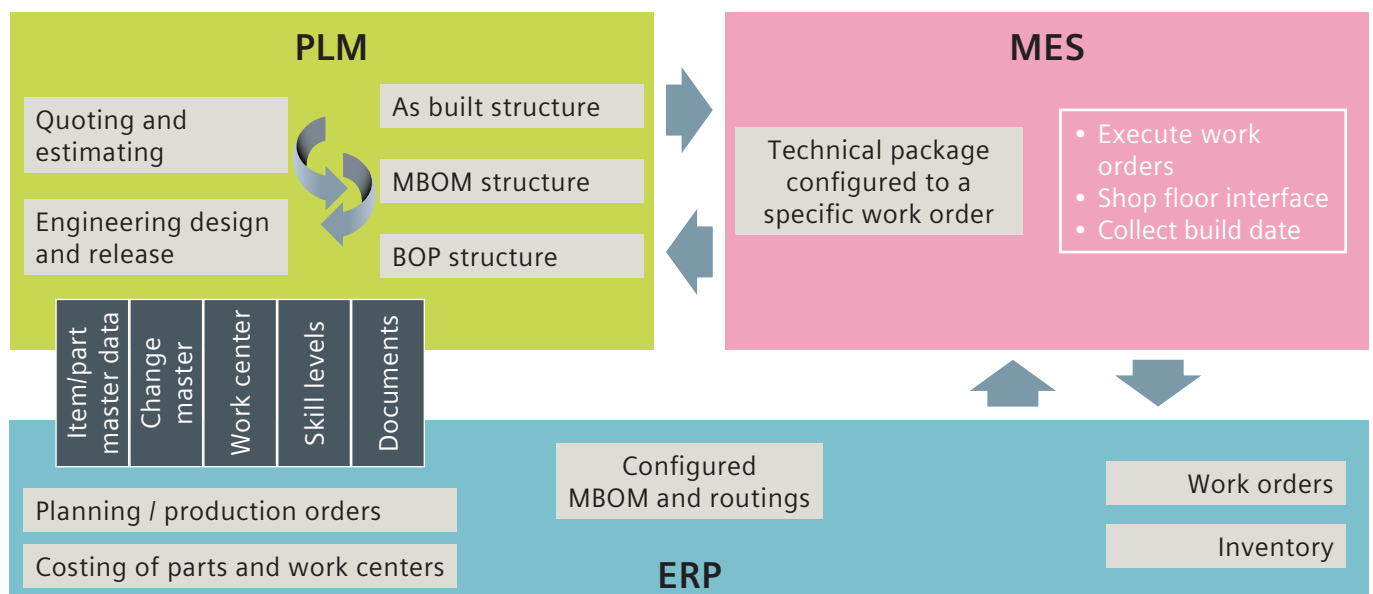 PLM
Quoting and
estimating
Engineering design
and release
As built structure
MBOM structure
BOP structure
MES
Technical package
configured to a
specific work order
• Execute work
orders
• Shop floor interface
• Collect build date
Item/part
master data
Change
master
Work center
Skill levels
Documents
Planning / production orders
Costing of parts and work centers
Configured
MBOM and routings
ERP
Work orders
Inventory